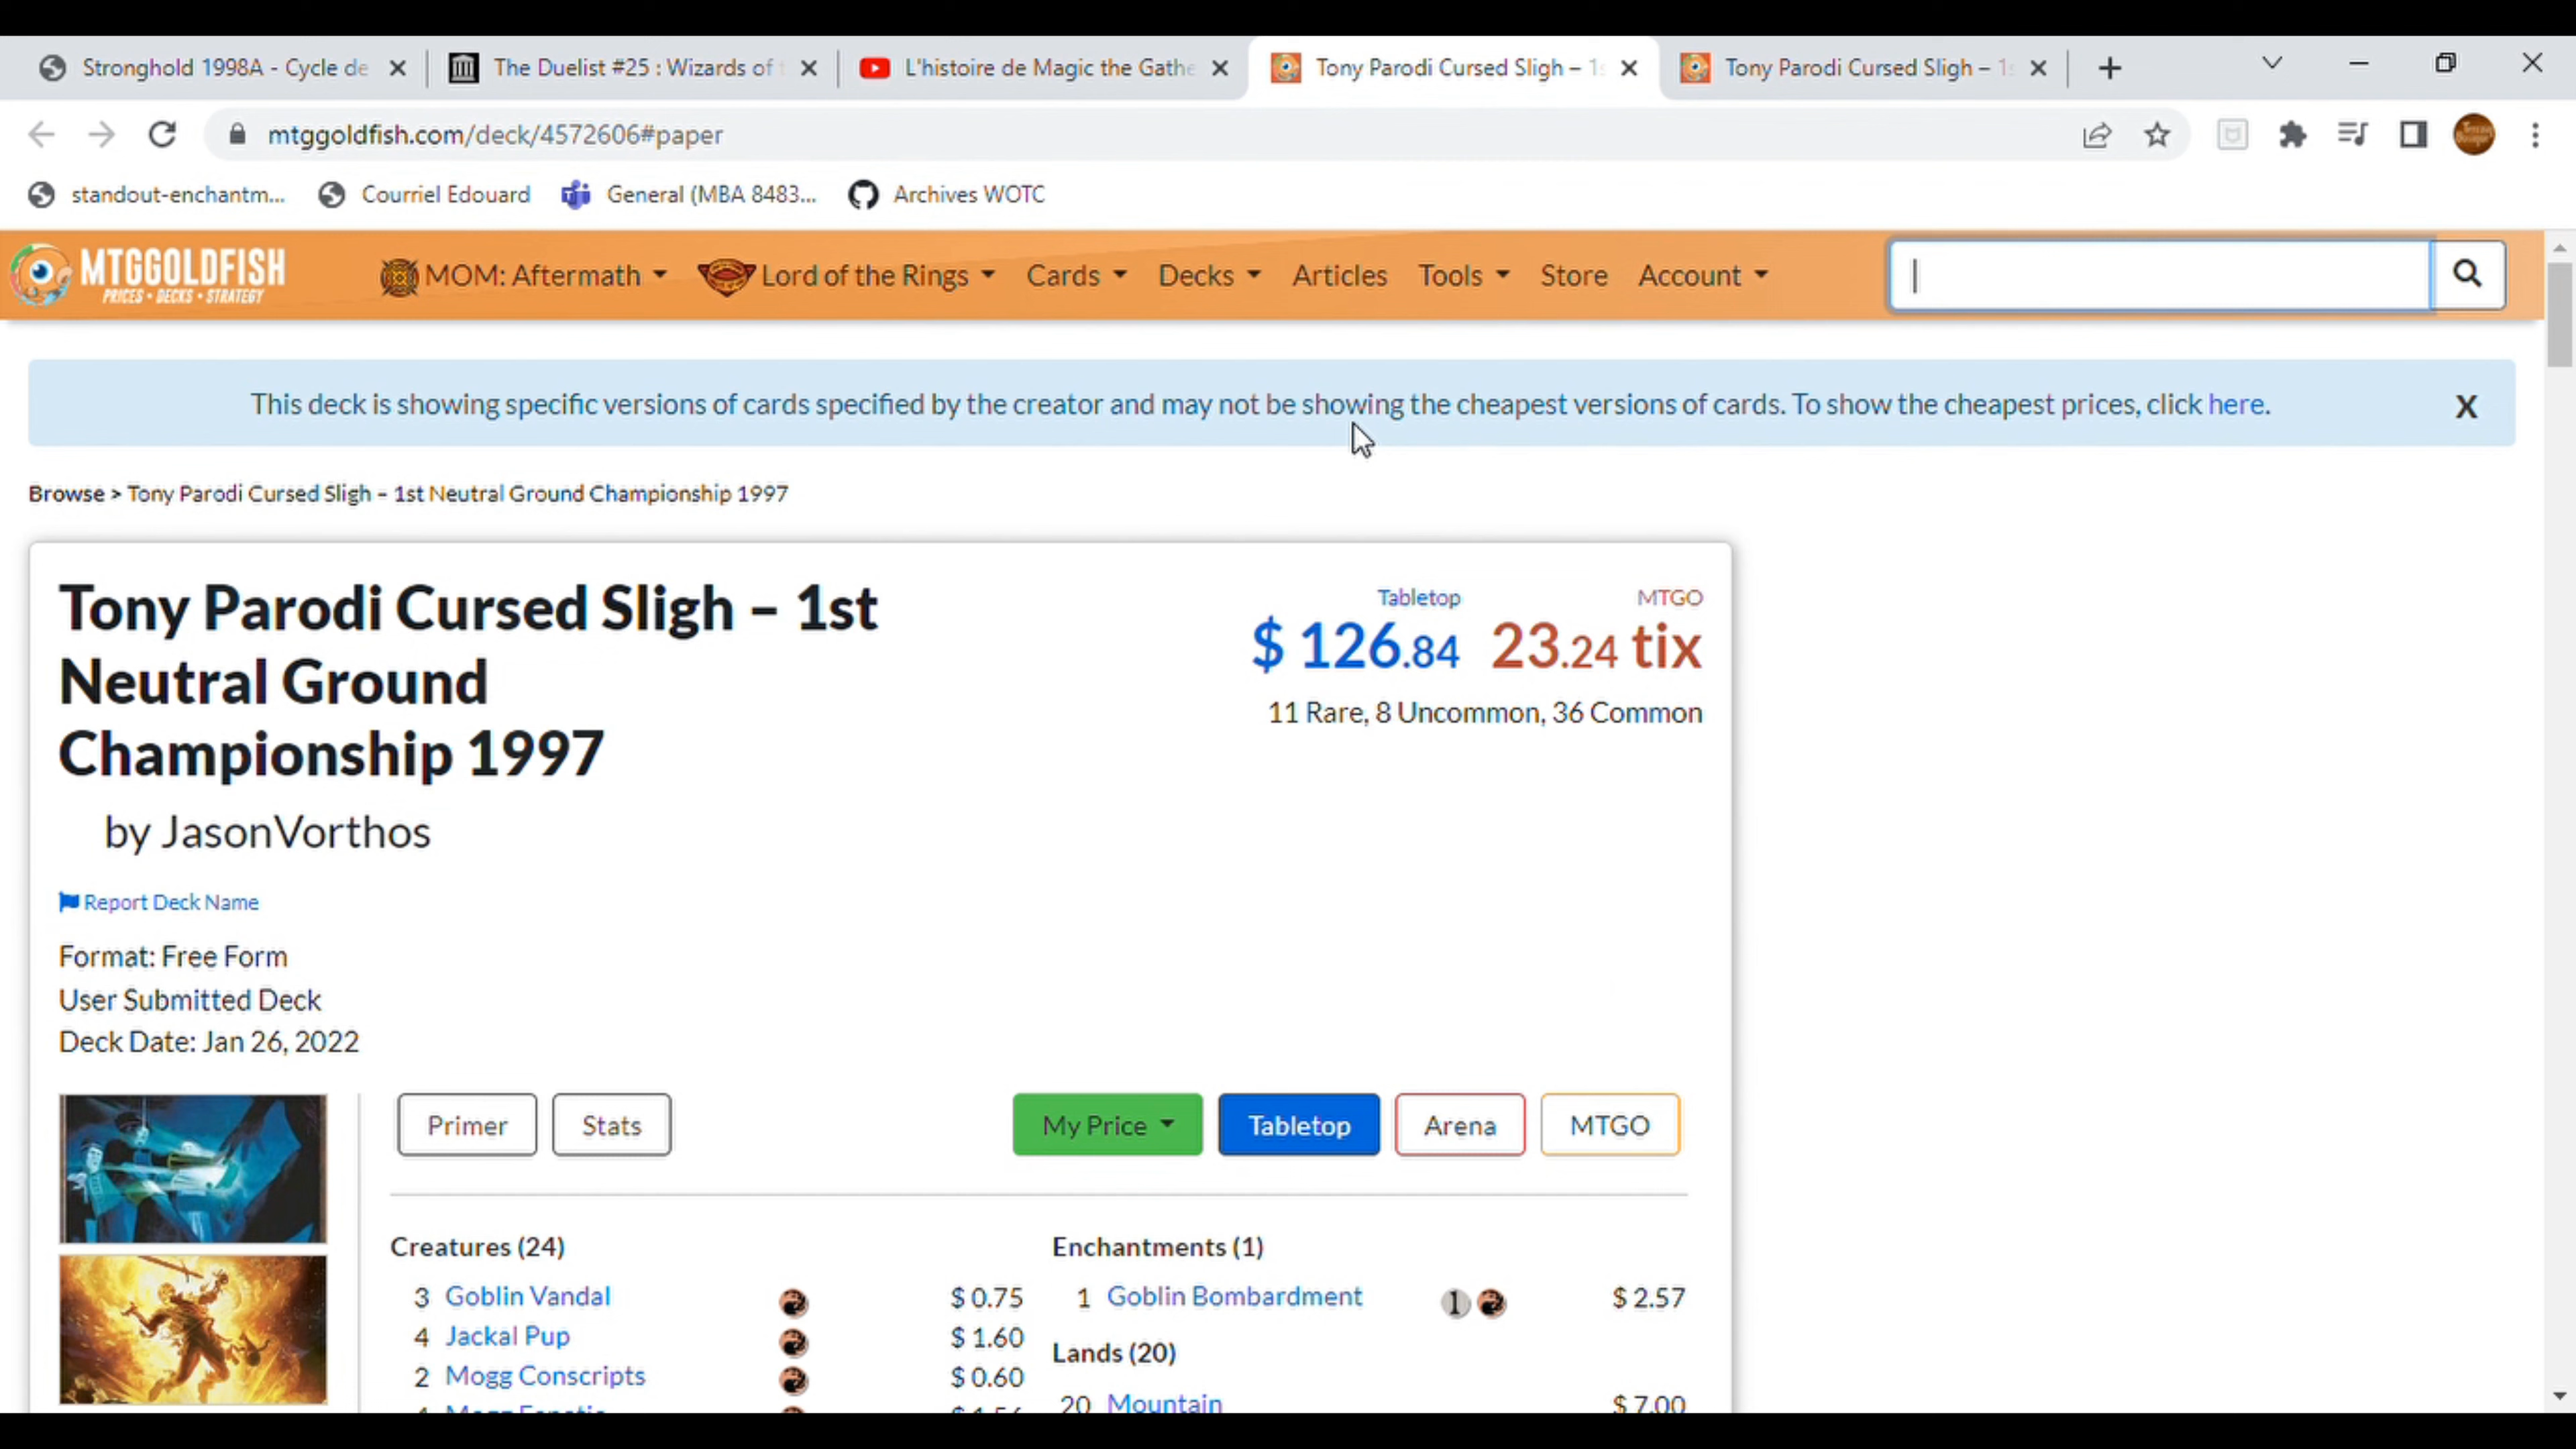 Stronghold 1998A - Cycle de
The Duelist #25 : Wizards of t
L'histoire de Magic the Gathe
Tony Parodi Cursed Sligh – 1s
Tony Parodi Cursed Sligh – 1s
mtggoldfish.com/deck/4572606#paper
standout-enchantm...
Courriel Edouard
General (MBA 8483...
Archives WOTC
MTGGOLDFISH
PRICES • DECKS • STRATEGY
MOM: Aftermath
Lord of the Rings
Cards
Decks
Articles
Tools
Store
Account
This deck is showing specific versions of cards specified by the creator and may not be showing the cheapest versions of cards. To show the cheapest prices, click here.
X
Browse > Tony Parodi Cursed Sligh – 1st Neutral Ground Championship 1997
Tony Parodi Cursed Sligh – 1st
Neutral Ground
Championship 1997
by JasonVorthos
Tabletop
$ 126.84
MTGO
23.24 tix
11 Rare, 8 Uncommon, 36 Common
Report Deck Name
Format: Free Form
User Submitted Deck
Deck Date: Jan 26, 2022
Primer
Stats
My Price
Tabletop
Arena
MTGO
Creatures (24)
3 Goblin Vandal $ 0.75
4 Jackal Pup $ 1.60
2 Mogg Conscripts $ 0.60
Enchantments (1)
1 Goblin Bombardment 1 $ 2.57
Lands (20)
20 Mountain $ 7.00